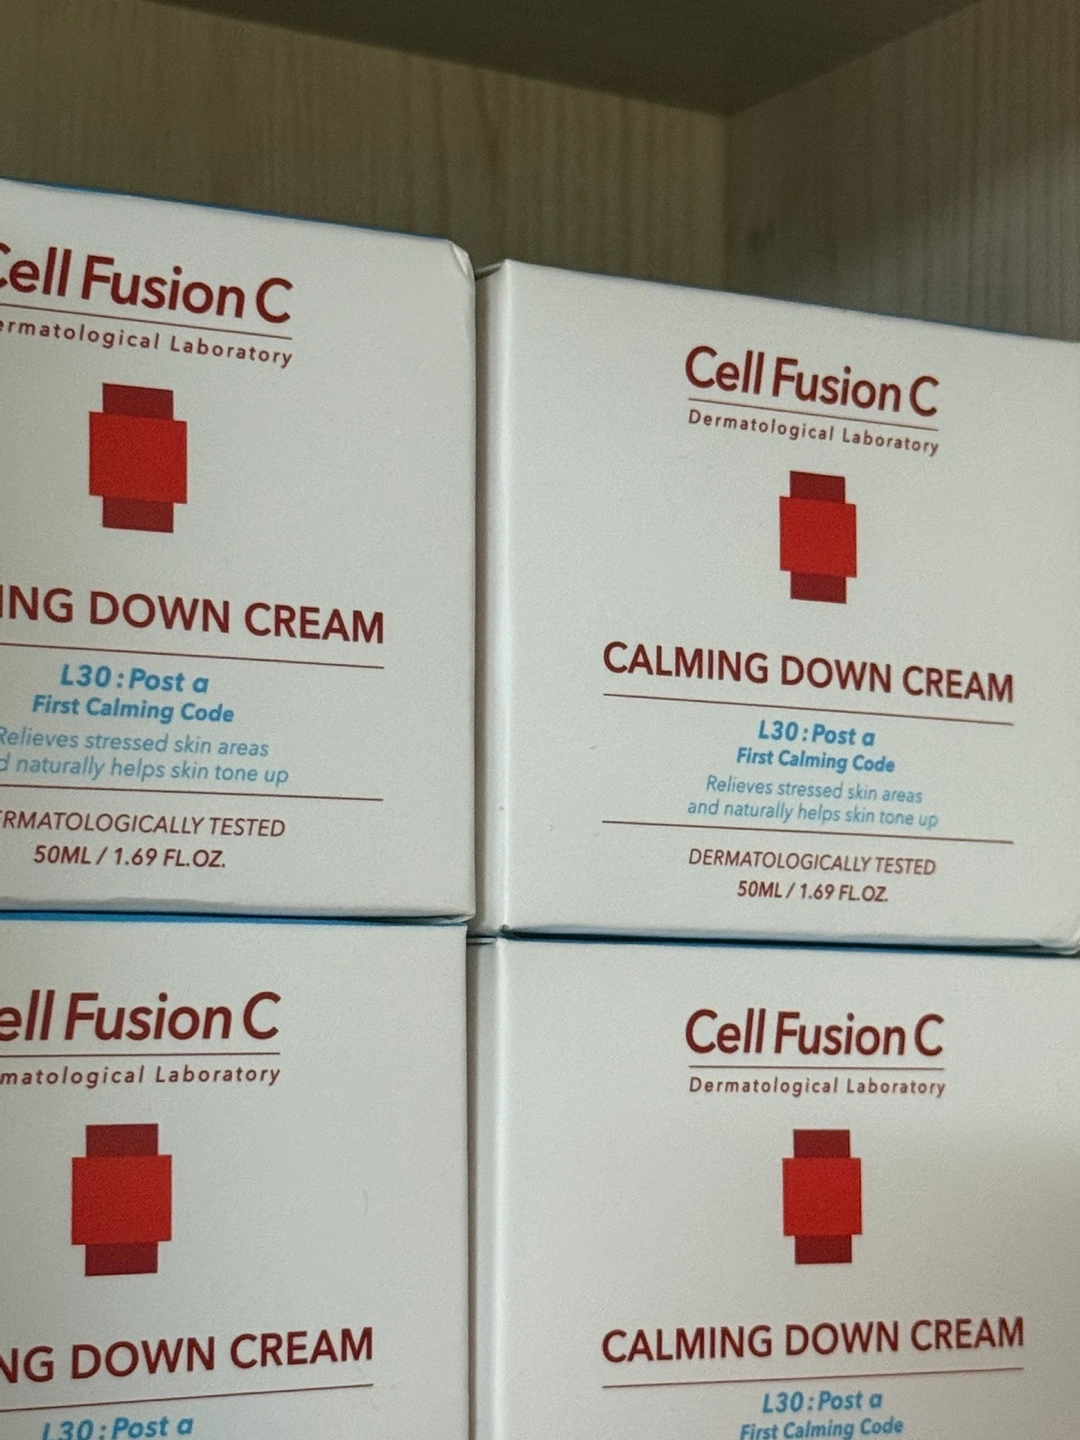 ell Fusion C
ermatological Laboratory
ING DOWN CREAM
L30 : Post a
First Calming Code
Relieves stressed skin areas
d naturally helps skin tone up
ERMATOLOGICALLY TESTED
50ML / 1.69 FL.OZ.
Cell Fusion C
Dermatological Laboratory
CALMING DOWN CREAM
L30 : Post a
First Calming Code
Relieves stressed skin areas
and naturally helps skin tone up
DERMATOLOGICALLY TESTED
50ML / 1.69 FL.OZ.
ell Fusion C
matological Laboratory
NG DOWN CREAM
L30 : Post a
Cell Fusion C
Dermatological Laboratory
CALMING DOWN CREAM
L30 : Post a
First Calming Code